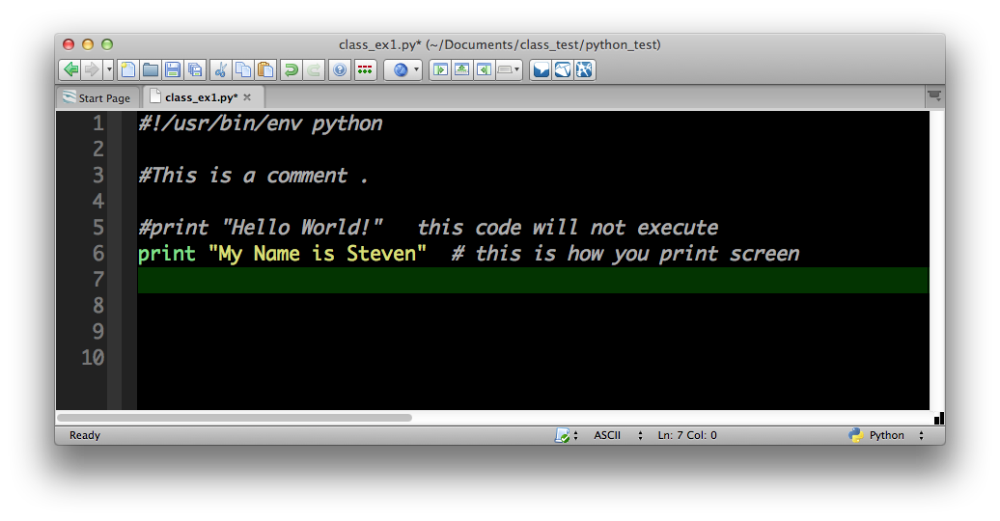 class_ex1.py* (~/Documents/class_test/python_test)
Start Page
class_ex1.py*
1 #!/usr/bin/env python
2
3 #This is a comment .
4
5 #print "Hello World!"   this code will not execute
6 print "My Name is Steven"  # this is how you print screen
7
8
9
10
Ready
ASCII
Ln: 7 Col: 0
Python